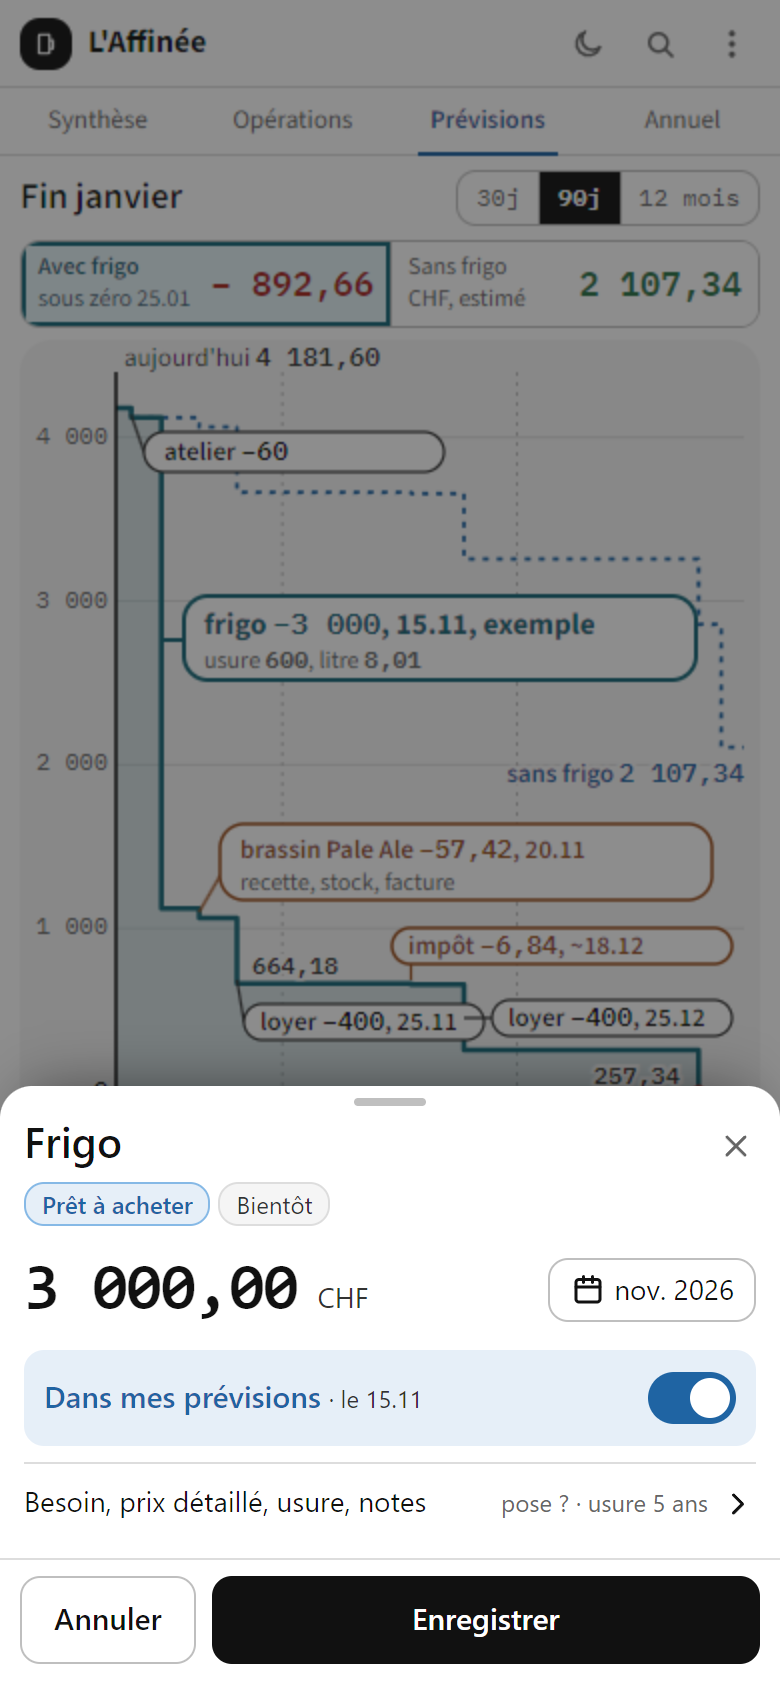 L'Affinée
Synthèse Opérations Prévisions Annuel
Fin janvier 30j 90j 12 mois
Avec frigo
sous zéro 25.01 − 892,66
Sans frigo
CHF, estimé 2 107,34
aujourd'hui 4 181,60
4 000
atelier −60
3 000
frigo −3 000, 15.11, exemple
usure 600, litre 8,01
2 000
sans frigo 2 107,34
brassin Pale Ale −57,42, 20.11
recette, stock, facture
1 000
impôt −6,84, ~18.12
664,18
loyer −400, 25.11
loyer −400, 25.12
257,34
Frigo
Prêt à acheter Bientôt
3 000,00 CHF nov. 2026
Dans mes prévisions · le 15.11
Besoin, prix détaillé, usure, notes pose ? · usure 5 ans
Annuler Enregistrer